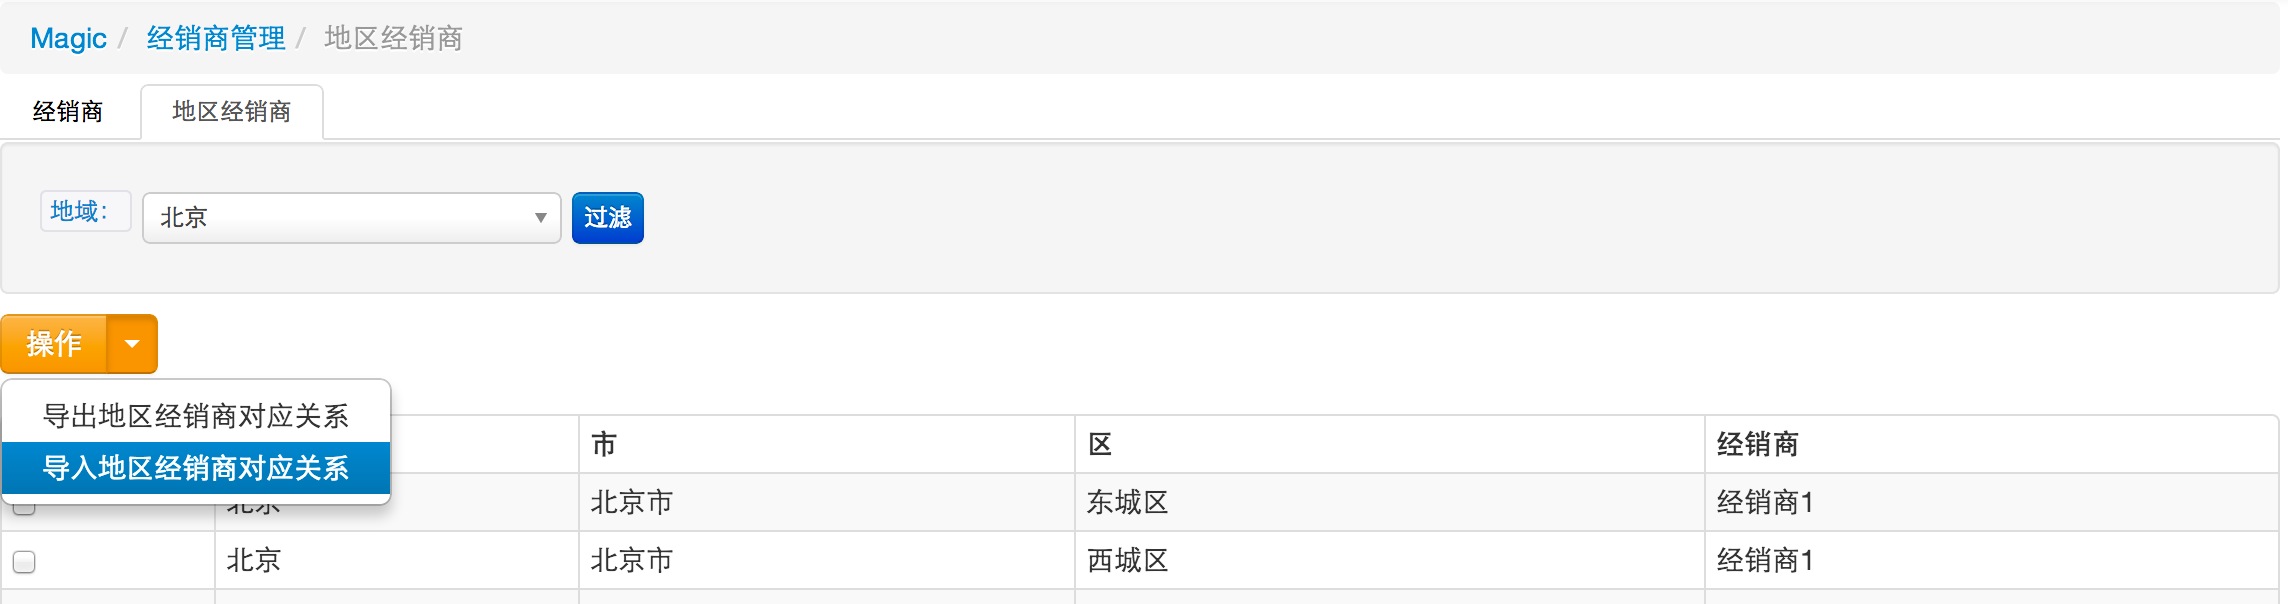 Magic / 经销商管理 / 地区经销商
经销商 地区经销商
地域： 北京 过滤
操作
导出地区经销商对应关系
导入地区经销商对应关系
市 区 经销商
北京 北京市 东城区 经销商1
北京 北京市 西城区 经销商1